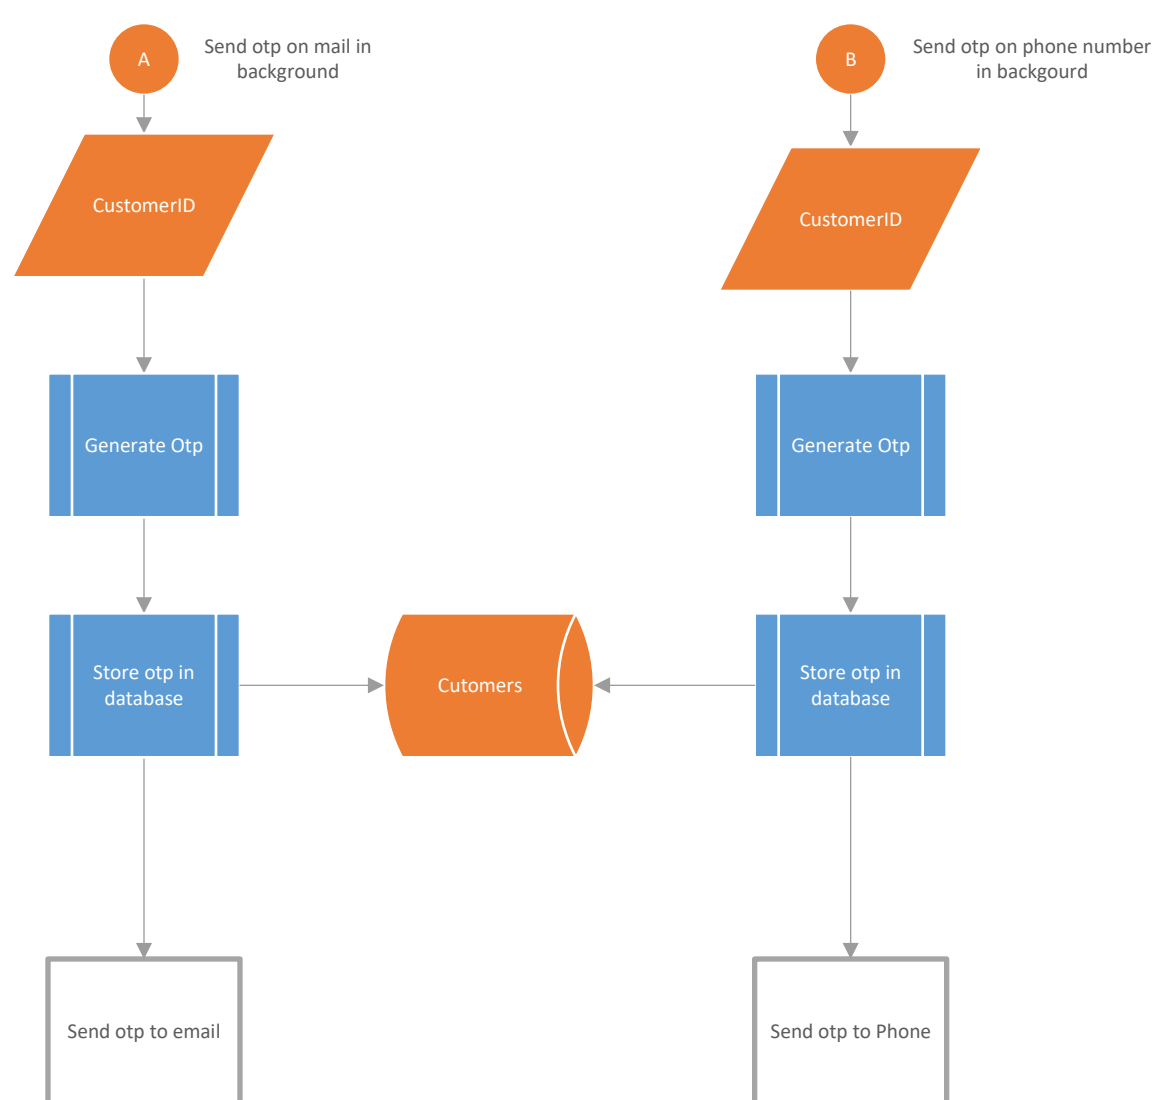 A
Send otp on mail in
background
B
Send otp on phone number
in backgourd
CustomerID
CustomerID
Generate Otp
Generate Otp
Store otp in
database
Cutomers
Store otp in
database
Send otp to email
Send otp to Phone